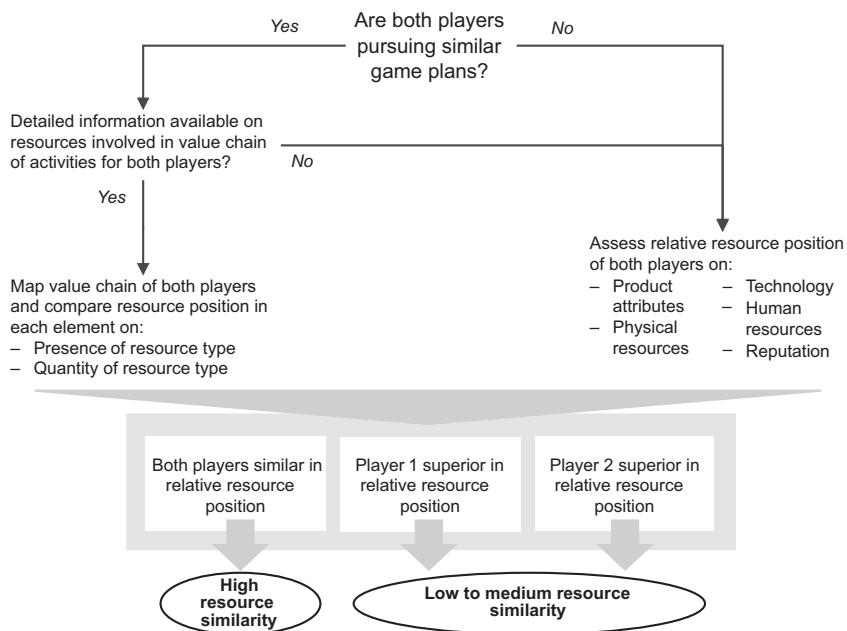 Are both players
pursuing similar
game plans?
Yes
No
Detailed information available on
resources involved in value chain
of activities for both players?
No
Yes
Map value chain of both players
and compare resource position in
each element on:
– Presence of resource type
– Quantity of resource type
Assess relative resource position
of both players on:
– Product
attributes
– Physical
resources
– Technology
– Human
resources
– Reputation
Both players similar in
relative resource
position
Player 1 superior in
relative resource
position
Player 2 superior in
relative resource
position
High
resource
similarity
Low to medium resource
similarity